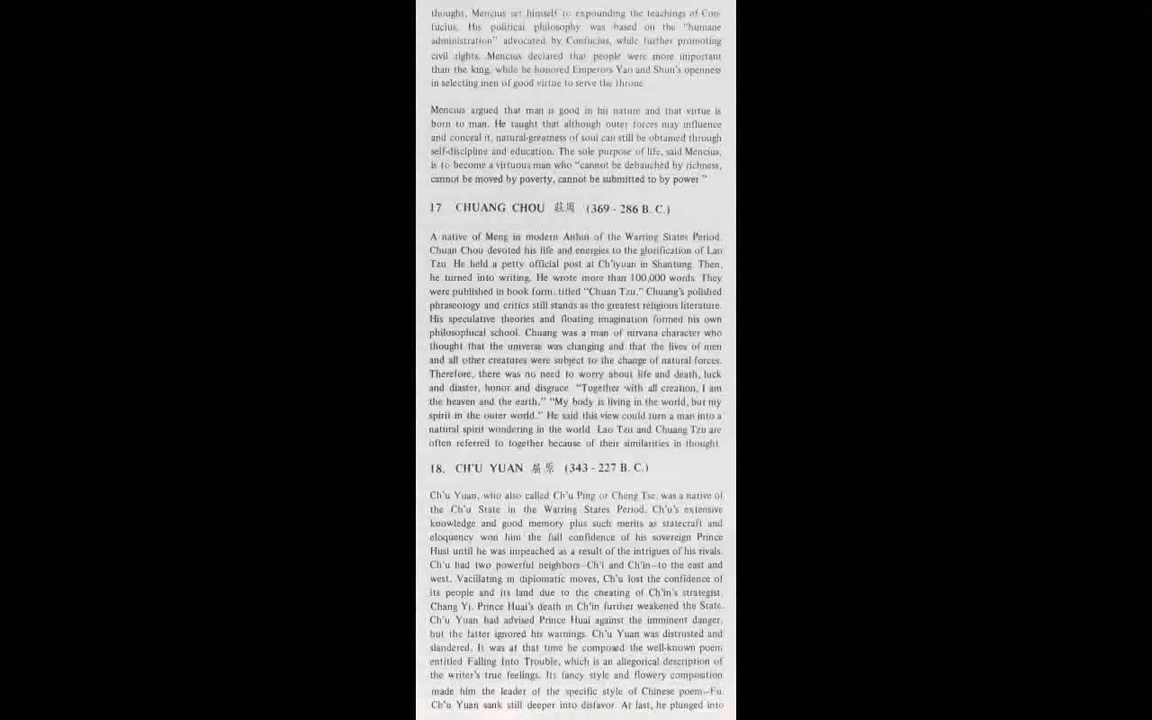 thought, Mencius set himself to expounding the teachings of Con-
fucius. His political philosophy was based on the "humane
administration" advocated by Confucius, while further promoting
civil rights. Mencius declared that people were more important
than the king, while he honored Emperors Yao and Shun's openness
in selecting men of good virtue to serve the throne.
Mencius argued that man is good in his nature and that virtue is
born to man. He taught that although outer forces may influence
and conceal it, natural-greatness of soul can still be obtained through
self-discipline and education. The sole purpose of life, said Mencius,
is to become a virtuous man who "cannot be debauched by richness,
cannot be moved by poverty, cannot be submitted to by power"
17 CHUANG CHOU 莊周 (369 - 286 B. C.)
A native of Meng in modern Anhui of the Warring States Period.
Chuan Chou devoted his life and energies to the glorification of Lao
Tzu. He held a petty official post at Ch'iyuan in Shantung. Then,
he turned into writing. He wrote more than 100,000 words. They
were published in book form, titled "Chuan Tzu." Chuang's polished
phraseology and critics still stands as the greatest religious literature.
His speculative theories and floating imagination formed his own
philosophical school. Chuang was a man of nirvana character who
thought that the universe was changing and that the lives of men
and all other creatures were subject to the change of natural forces.
Therefore, there was no need to worry about life and death, luck
and diaster, honor and disgrace "Together with all creation, I am
the heaven and the earth." "My body is living in the world, but my
spirit in the outer world." He said this view could turn a man into a
natural spirit wondering in the world. Lao Tzu and Chuang Tzu are
often referred to together because of their similarities in thought.
18. CH'U YUAN 屈原 (343 - 227 B. C.)
Ch'u Yuan, who also called Ch'u Ping or Cheng Tse, was a native of
the Ch'u State in the Warring States Period. Ch'u's extensive
knowledge and good memory plus such merits as statecraft and
eloquency won him the full confidence of his sovereign Prince
Husi until he was impeached as a result of the intrigues of his rivals.
Ch'u had two powerful neighbors—Ch'i and Ch'in—to the east and
west. Vacillating in diplomatic moves, Ch'u lost the confidence of
its people and its land due to the cheating of Ch'in's strategist,
Chang Yi. Prince Huai's death in Ch'in further weakened the State.
Ch'u Yuan had advised Prince Huai against the imminent danger,
but the latter ignored his warnings. Ch'u Yuan was distrusted and
slandered. It was at that time he composed the well-known poem
entitled Falling Into Trouble, which is an allegorical description of
the writer's true feelings. Its fancy style and flowery composition
made him the leader of the specific style of Chinese poem—Fu.
Ch'u Yuan sank still deeper into disfavor. At last, he plunged into